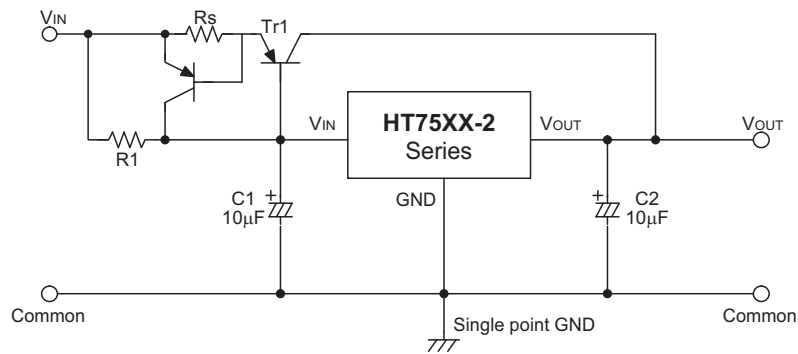 VIN
Rs
Tr1
R1
VIN
HT75XX-2
Series
VOUT
VOUT
GND
C1
10μF
C2
10μF
Common
Single point GND
Common
+
+